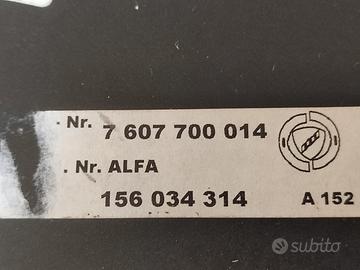 . Nr. 7 607 700 014
. Nr. ALFA
156 034 314 A 152
subito